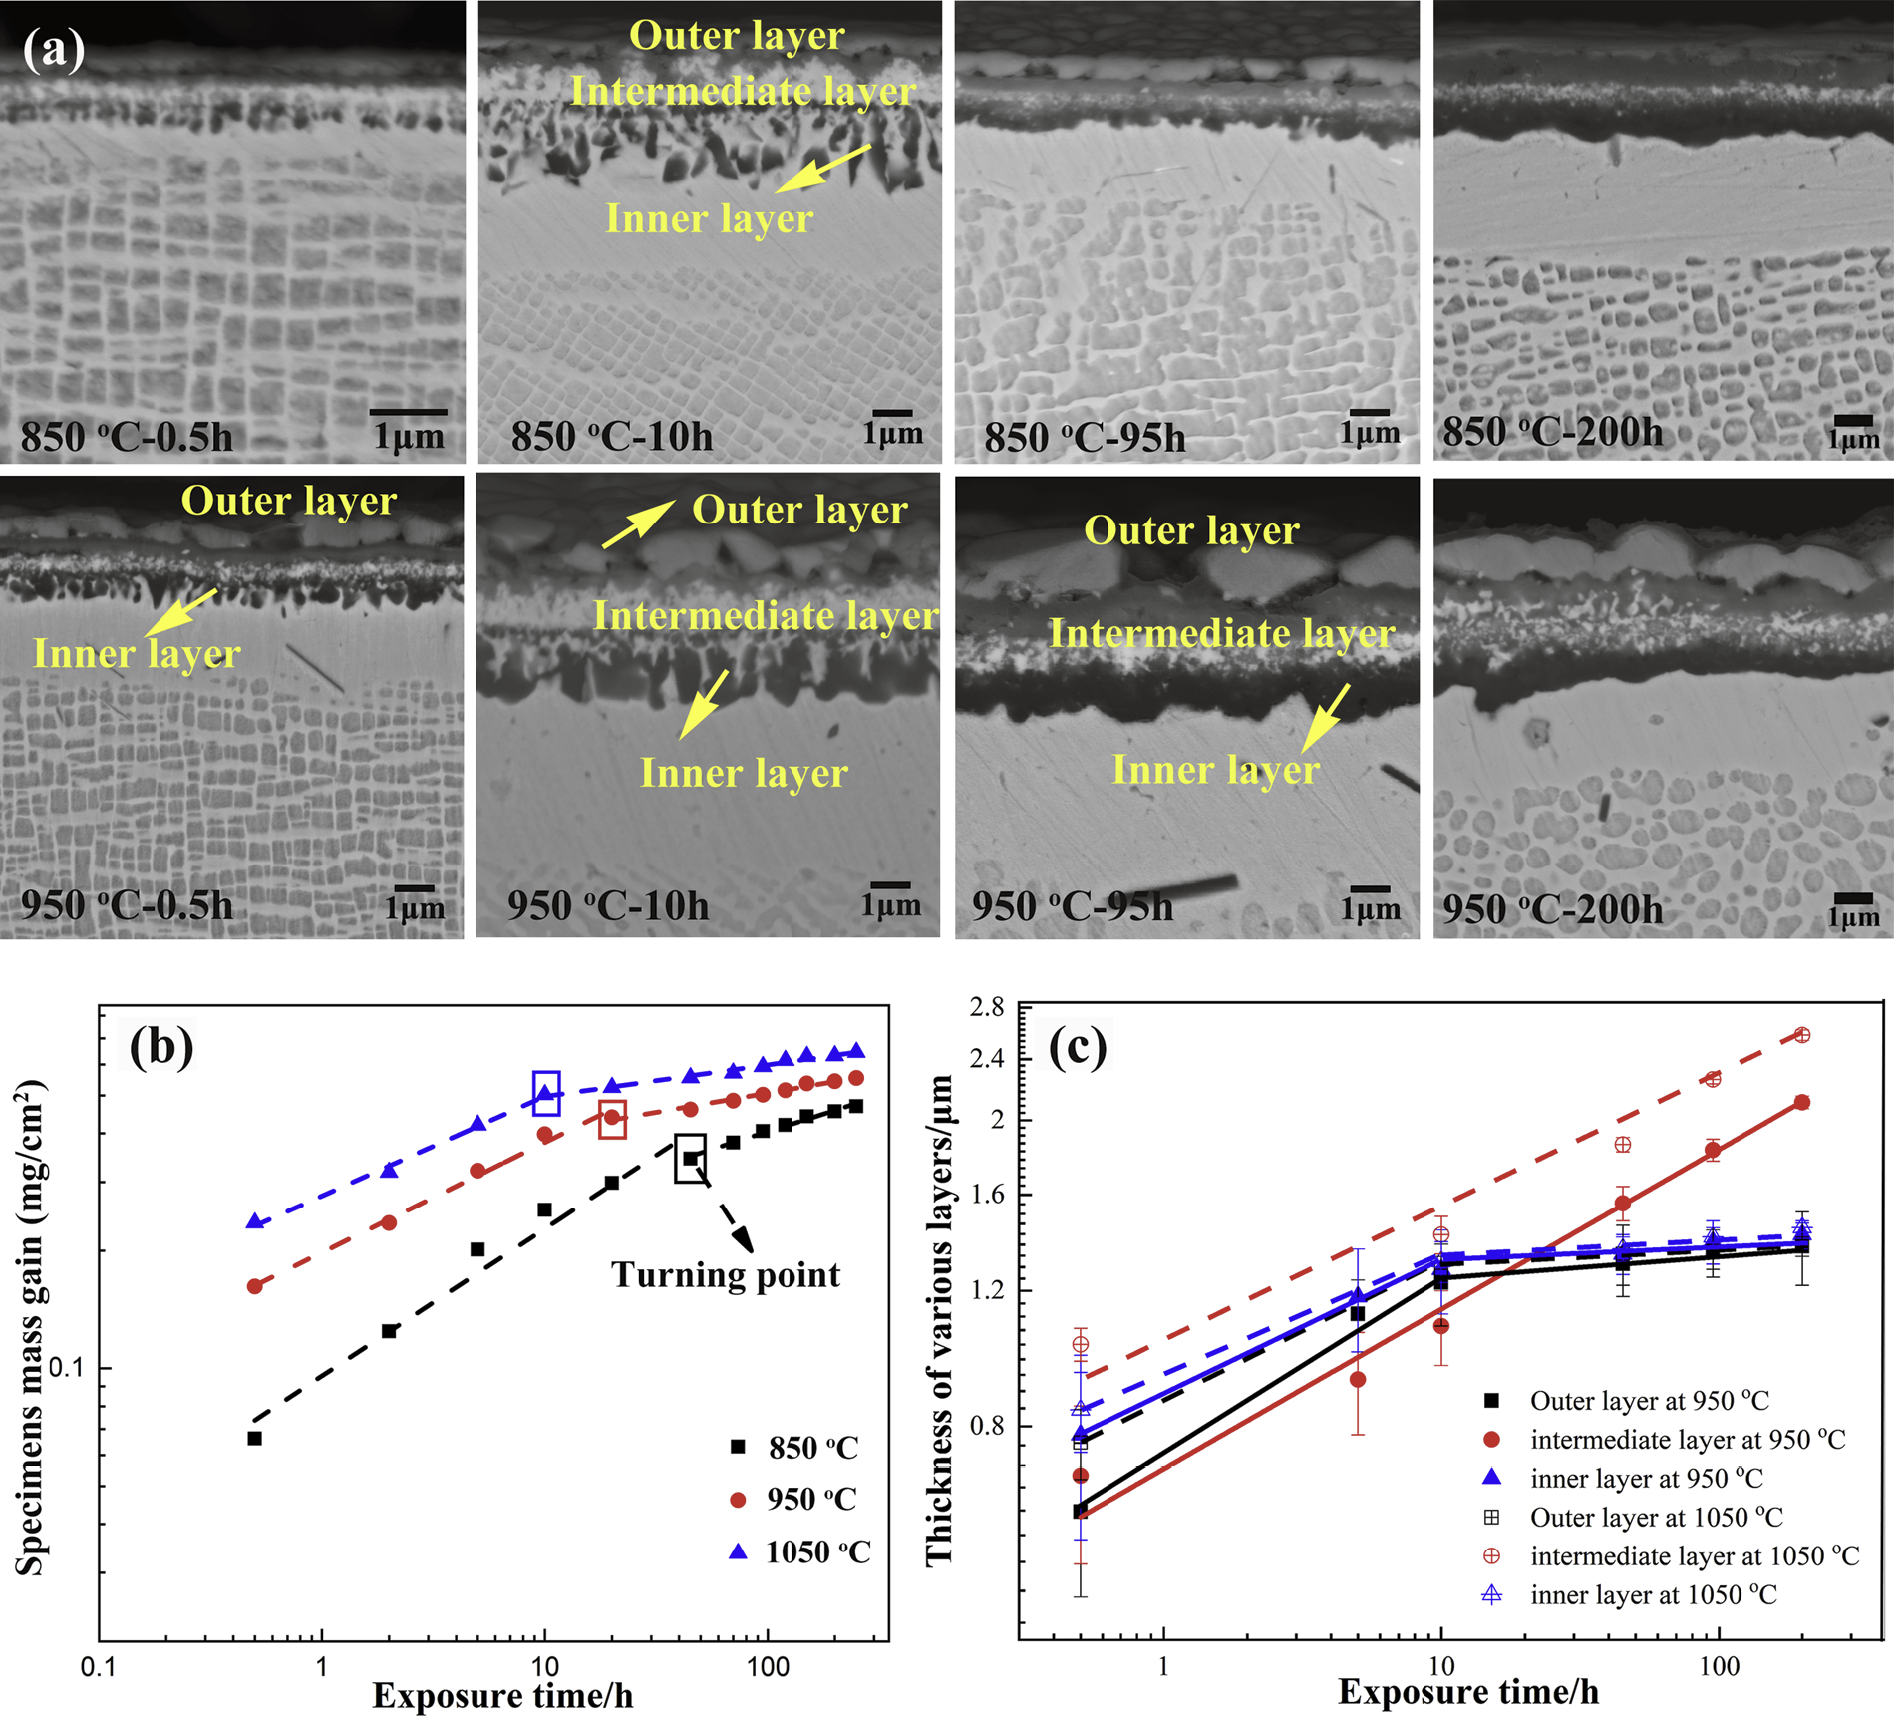 (a)
Outer layer
Intermediate layer
Inner layer
850 °C-0.5h
1μm
850 °C-10h
1μm
850 °C-95h
1μm
850 °C-200h
1μm
Outer layer
Inner layer
950 °C-0.5h
1μm
Outer layer
Intermediate layer
Inner layer
950 °C-10h
1μm
Outer layer
Intermediate layer
Inner layer
950 °C-95h
1μm
950 °C-200h
1μm
(b)
Specimens mass gain (mg/cm²)
0.1
Turning point
850 °C
950 °C
1050 °C
0.1 1 10 100
Exposure time/h
(c)
Thickness of various layers/μm
2.8
2.4
2
1.6
1.2
0.8
Outer layer at 950 °C
intermediate layer at 950 °C
inner layer at 950 °C
Outer layer at 1050 °C
intermediate layer at 1050 °C
inner layer at 1050 °C
1 10 100
Exposure time/h